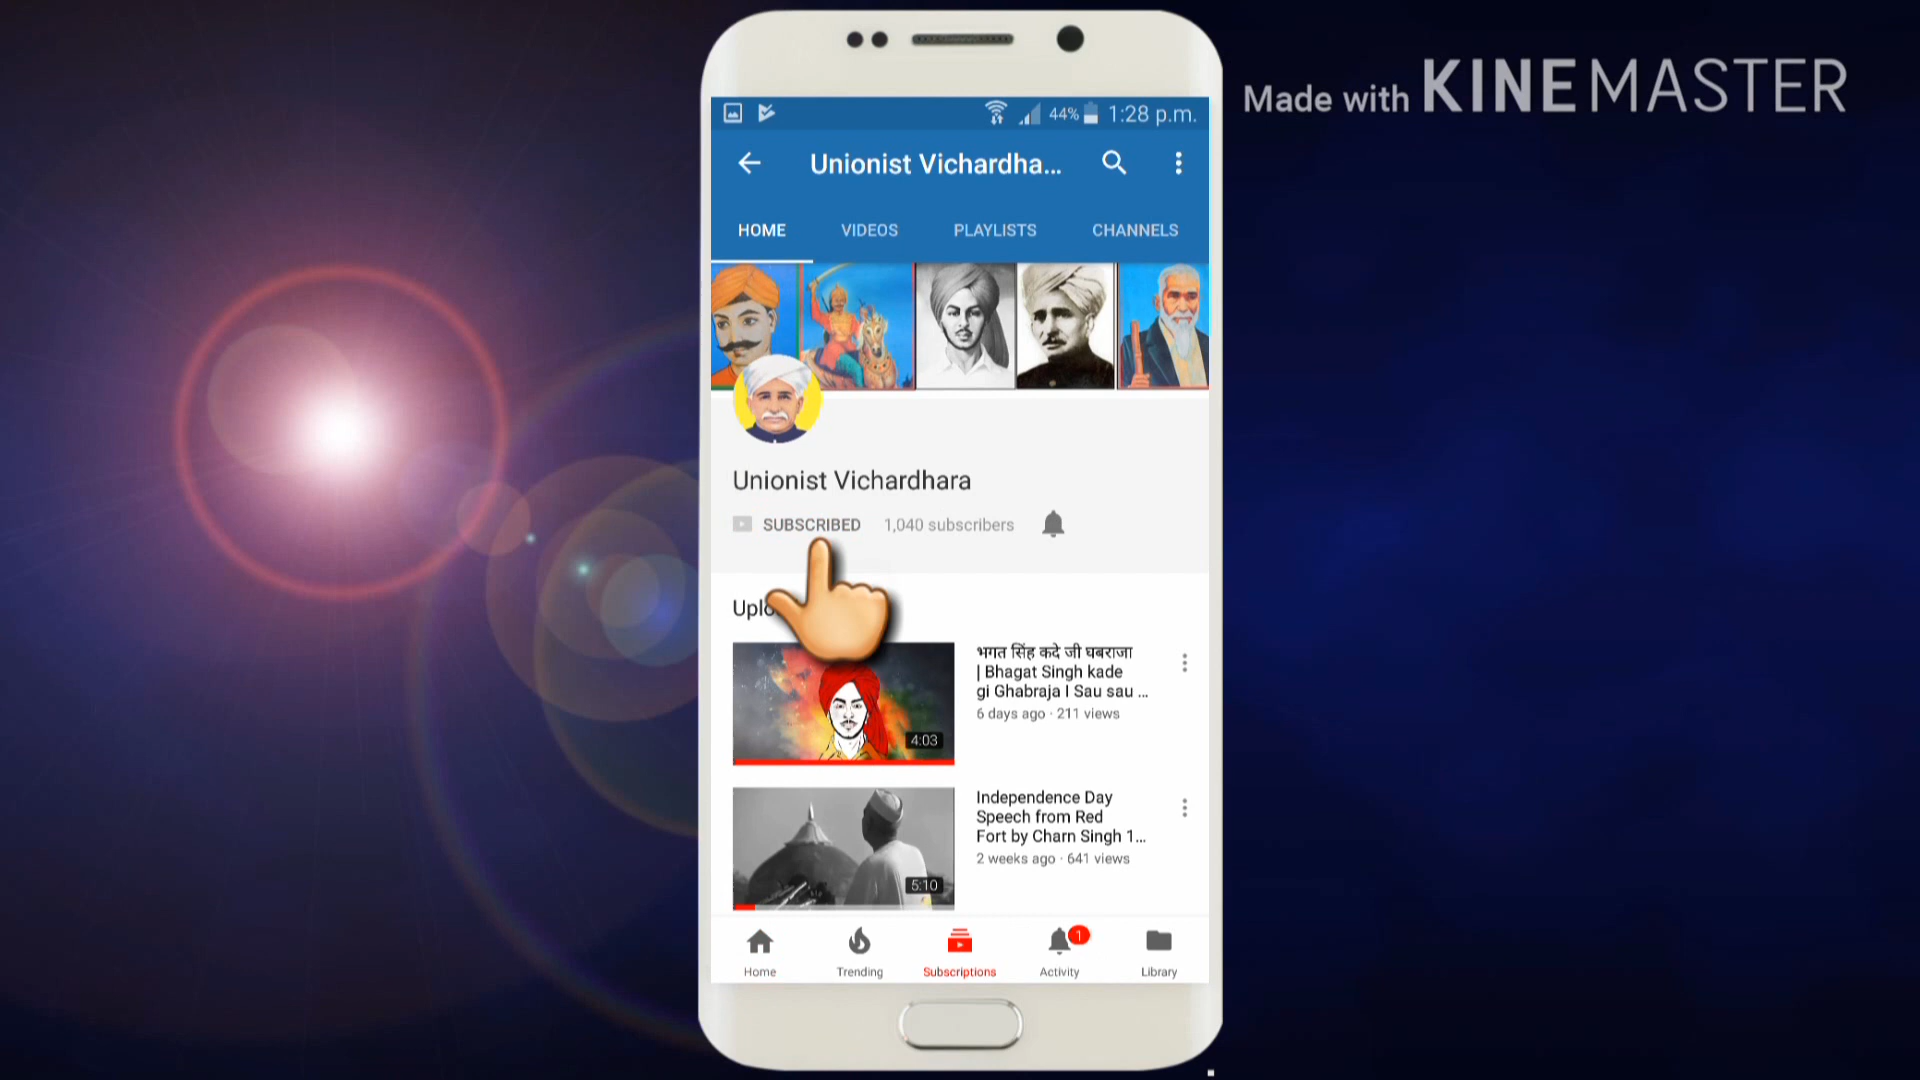 Made with KINEMASTER
44% 1:28 p.m.
Unionist Vichardha...
HOME VIDEOS PLAYLISTS CHANNELS
Unionist Vichardhara
SUBSCRIBED 1,040 subscribers
भगत सिंह कदे जी घबराजा
| Bhagat Singh kade
gi Ghabraja I Sau sau ...
6 days ago · 211 views
4:03
Independence Day
Speech from Red
Fort by Charn Singh 1...
2 weeks ago · 641 views
5:10
1
Home Trending Subscriptions Activity Library